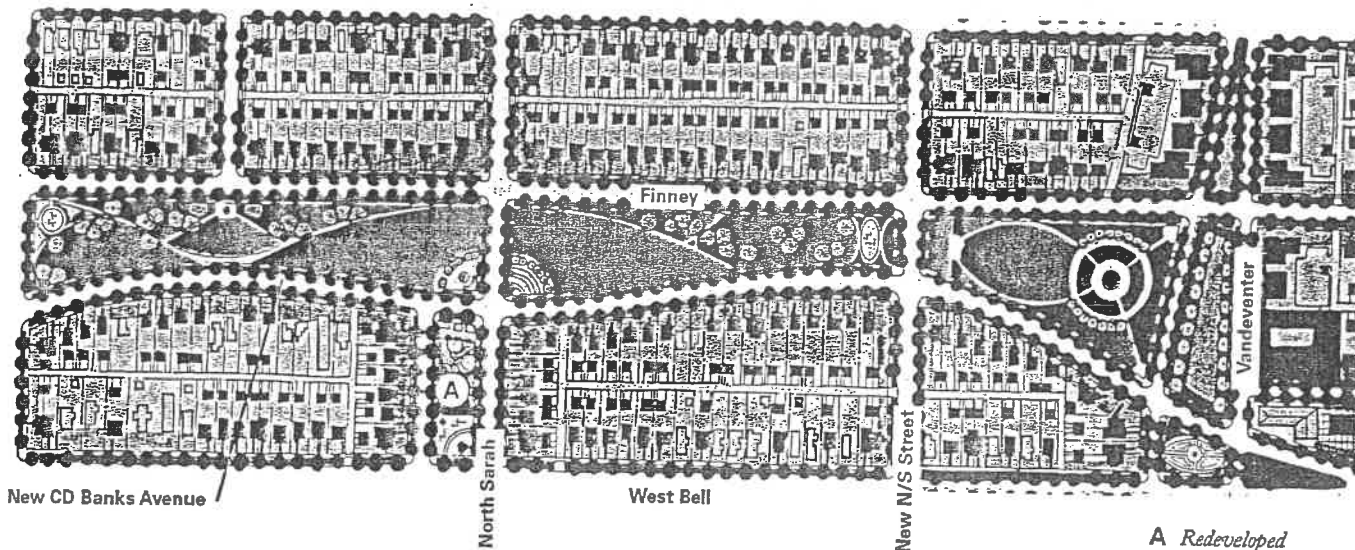 Finney
Vandeventer
A
New CD Banks Avenue
North Sarah
West Bell
New N/S Street
A Redeveloped